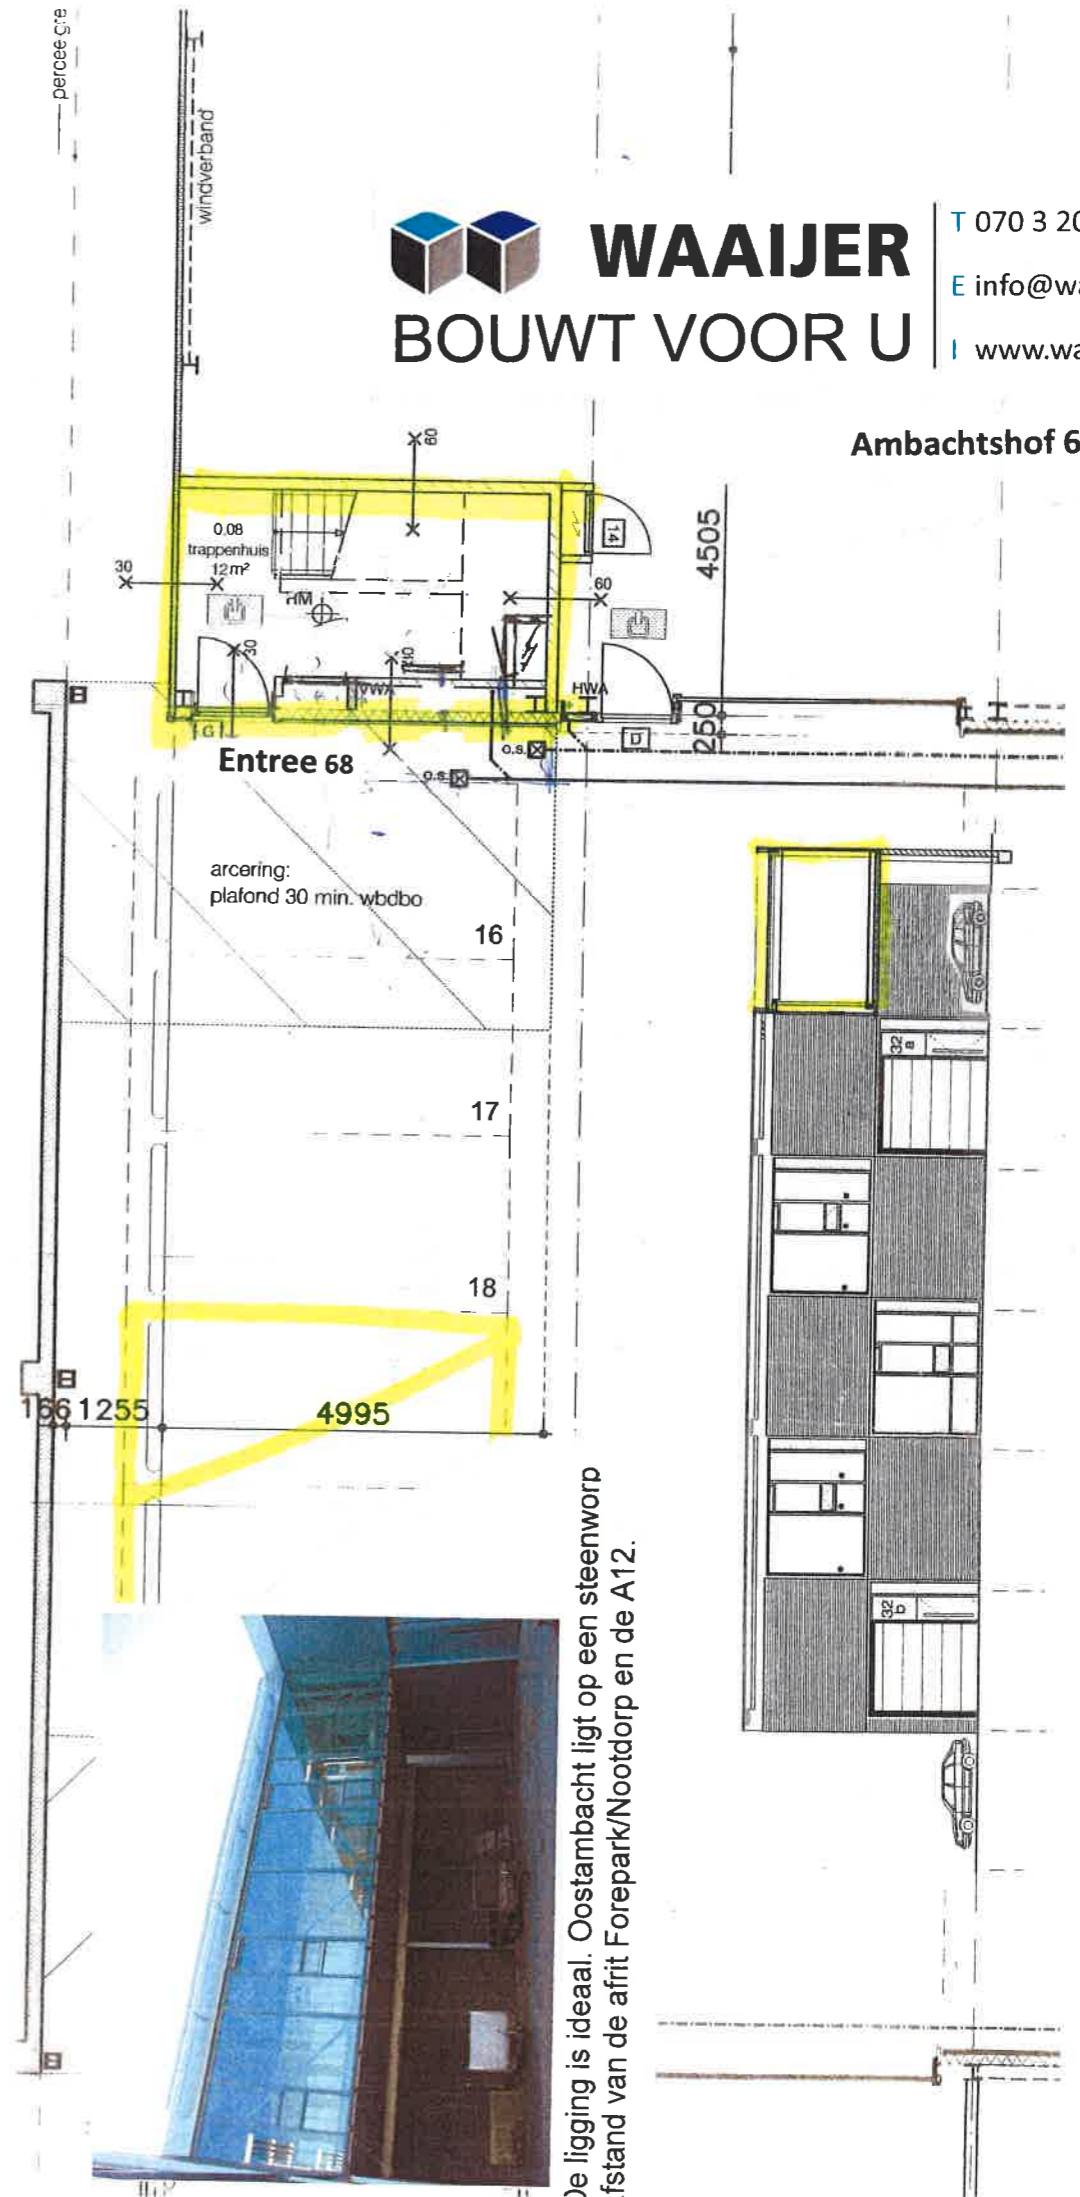 perceelgre
windverband
WAAIJER
BOUWT VOOR U
T 070 3 20
E info@wa
I www.wa
Ambachtshof 6
60
0,08
trappenhuis
12m²
30
HM
14
60
4505
30
30
VWA
HWA
G
D
250
Entree 68
o.s.
o.s.
arcering:
plafond 30 min. wbdbo
16
17
18
166 1255 4995
32
a
32
b
De ligging is ideaal. Oostambacht ligt op een steenworp
afstand van de afrit Forepark/Nootdorp en de A12.